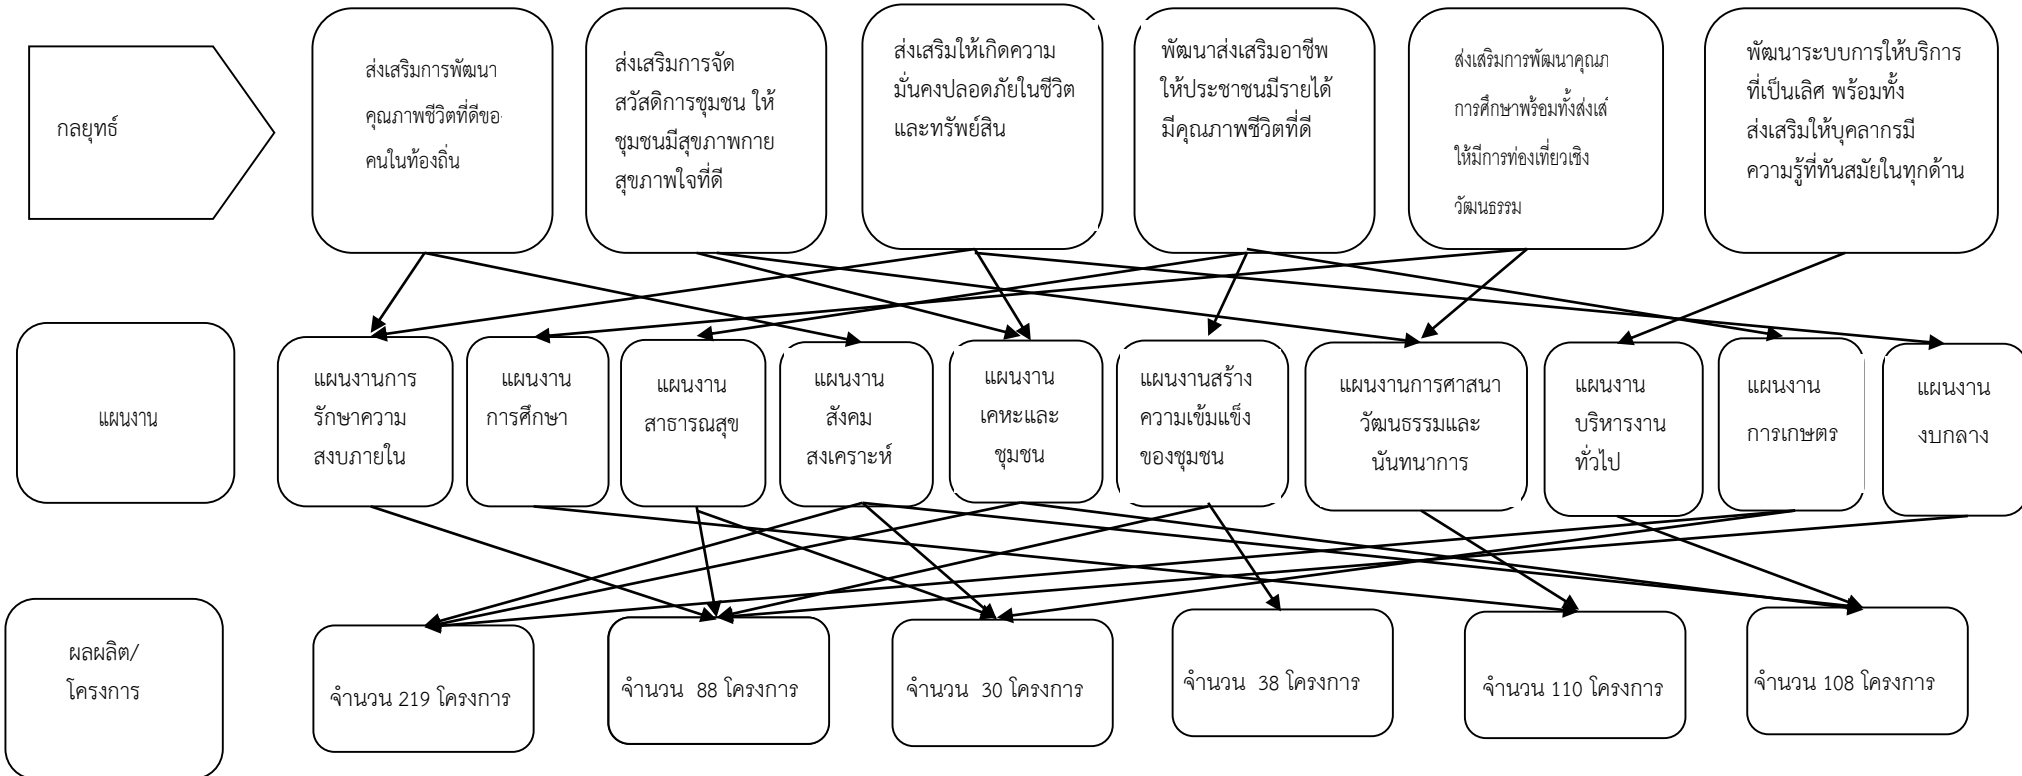 กลยุทธ์
ส่งเสริมการพัฒนา
คุณภาพชีวิตที่ดีขอ
คนในท้องถิ่น
ส่งเสริมการจัด
สวัสดิการชุมชน ให้
ชุมชนมีสุขภาพกาย
สุขภาพใจที่ดี
ส่งเสริมให้เกิดความ
มั่นคงปลอดภัยในชีวิต
และทรัพย์สิน
พัฒนาส่งเสริมอาชีพ
ให้ประชาชนมีรายได้
มีคุณภาพชีวิตที่ดี
ส่งเสริมการพัฒนาคุณภ
การศึกษาพร้อมทั้งส่งเส
ให้มีการท่องเที่ยวเชิง
วัฒนธรรม
พัฒนาระบบการให้บริการ
ที่เป็นเลิศ พร้อมทั้ง
ส่งเสริมให้บุคลากรมี
ความรู้ที่ทันสมัยในทุกด้าน
แผนงาน
แผนงานการ
รักษาความ
สงบภายใน
แผนงาน
การศึกษา
แผนงาน
สาธารณสุข
แผนงาน
สังคม
สงเคราะห์
แผนงาน
เคหะและ
ชุมชน
แผนงานสร้าง
ความเข้มแข็ง
ของชุมชน
แผนงานการศาสนา
วัฒนธรรมและ
นันทนาการ
แผนงาน
บริหารงาน
ทั่วไป
แผนงาน
การเกษตร
แผนงาน
งบกลาง
ผลผลิต/
โครงการ
จำนวน 219 โครงการ
จำนวน 88 โครงการ
จำนวน 30 โครงการ
จำนวน 38 โครงการ
จำนวน 110 โครงการ
จำนวน 108 โครงการ